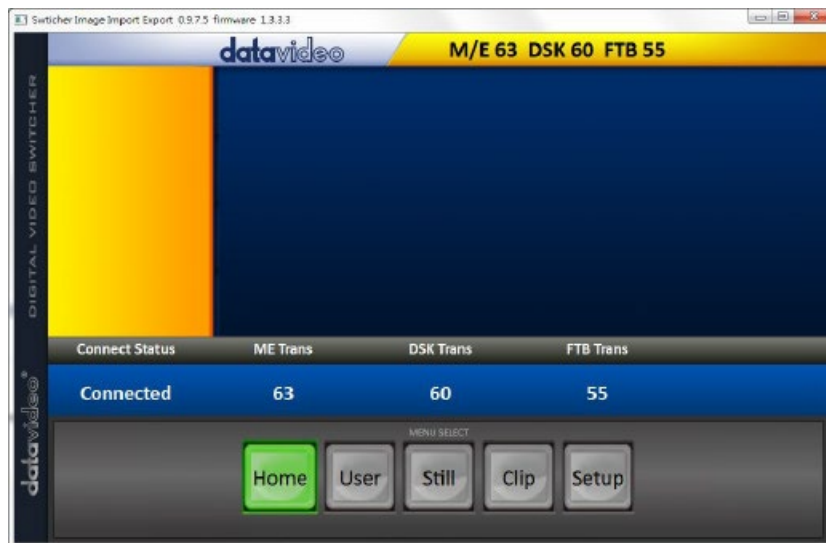 Swticher Image Import Export 0.9.7.5 firmware 1.3.3.3
datavideo
M/E 63 DSK 60 FTB 55
DIGITAL VIDEO SWITCHER
datavideo®
Connect Status ME Trans DSK Trans FTB Trans
Connected 63 60 55
MENU SELECT
Home User Still Clip Setup